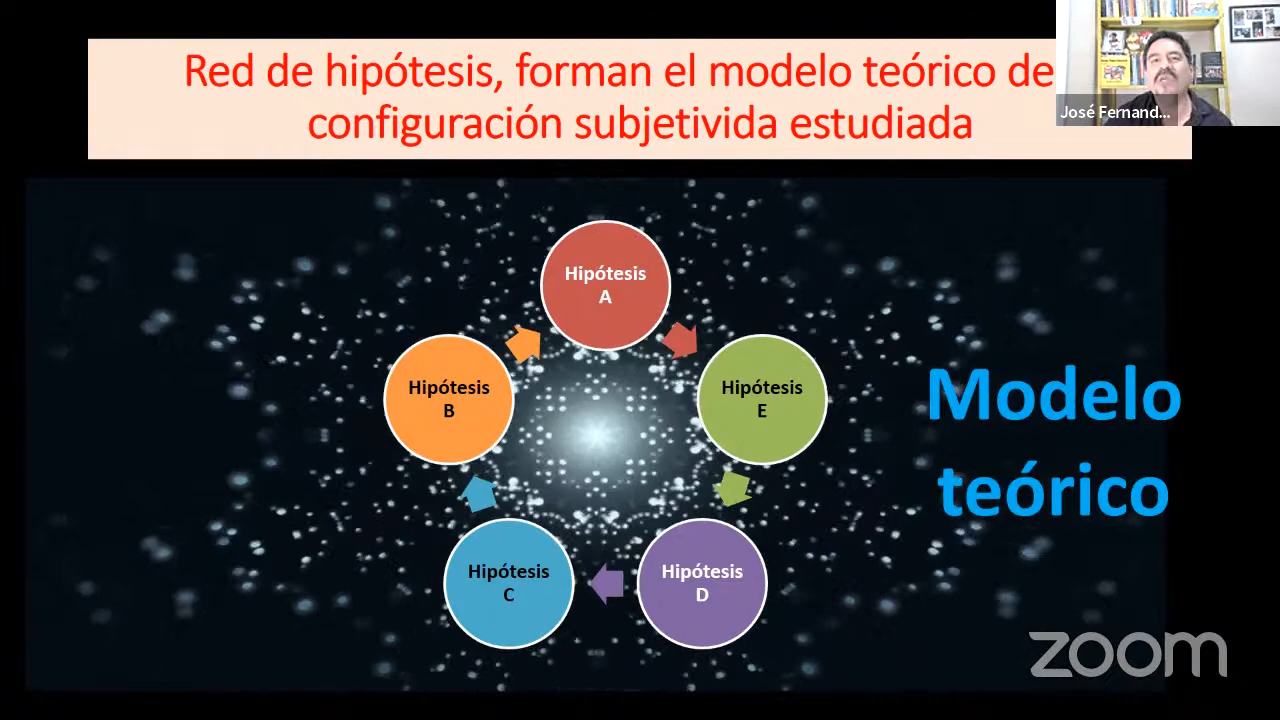 Red de hipótesis, forman el modelo teórico de
configuración subjetivida estudiada
José Fernand...
Hipótesis
A
Hipótesis
B
Hipótesis
E
Modelo
teórico
Hipótesis
C
Hipótesis
D
zoom